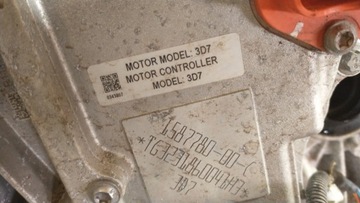 MOTOR MODEL: 3D7
MOTOR CONTROLLER
MODEL: 3D7
1587780-00-C
3D7